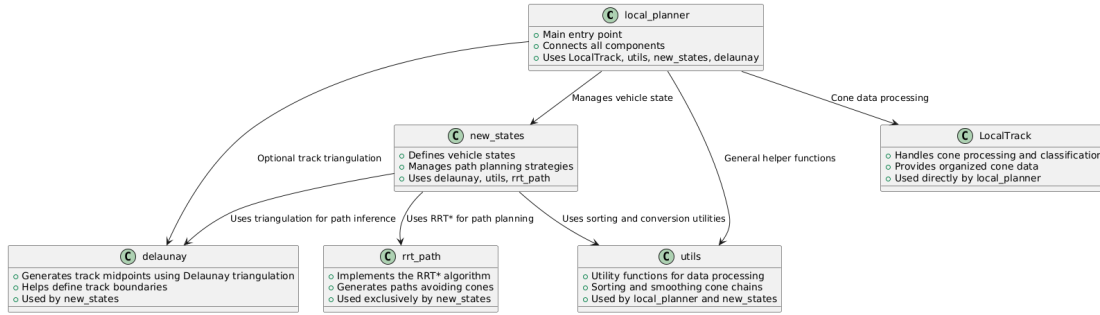 C local_planner
Main entry point
Connects all components
Uses LocalTrack, utils, new_states, delaunay
Manages vehicle state
Cone data processing
C new_states
Defines vehicle states
Manages path planning strategies
Uses delaunay, utils, rrt_path
C LocalTrack
Handles cone processing and classification
Provides organized cone data
Used directly by local_planner
Optional track triangulation
General helper functions
Uses triangulation for path inference
Uses RRT* for path planning
Uses sorting and conversion utilities
C delaunay
Generates track midpoints using Delaunay triangulation
Helps define track boundaries
Used by new_states
C rrt_path
Implements the RRT* algorithm
Generates paths avoiding cones
Used exclusively by new_states
C utils
Utility functions for data processing
Sorting and smoothing cone chains
Used by local_planner and new_states